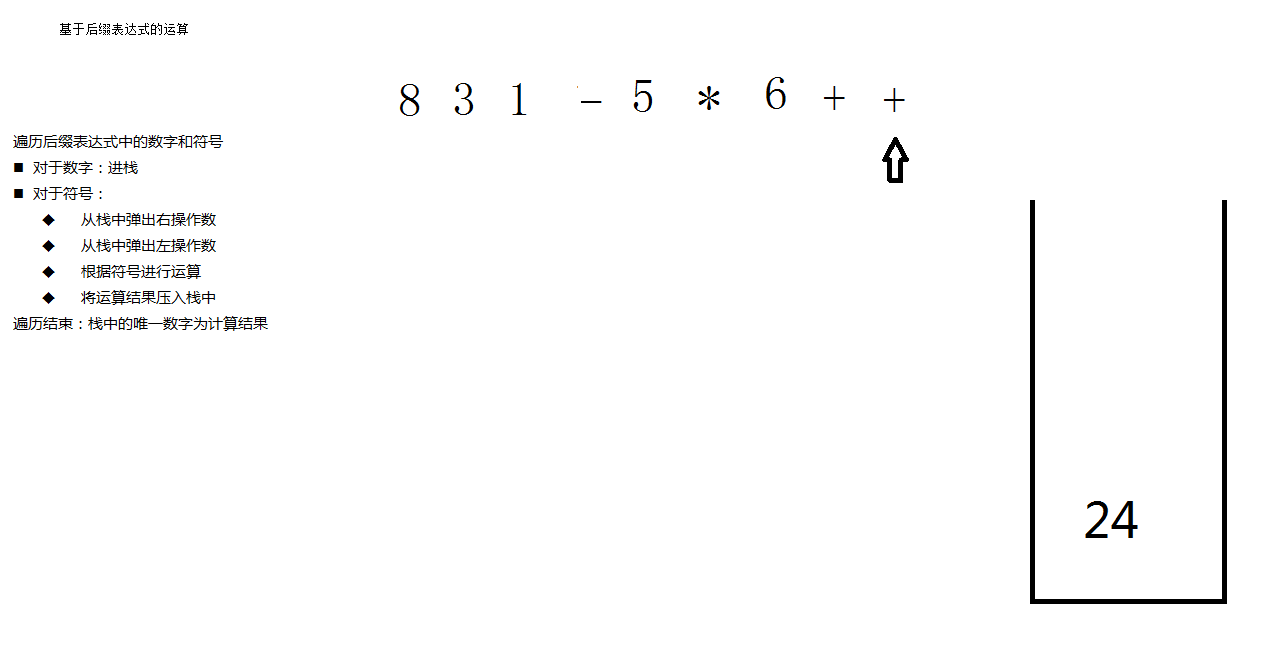 基于后缀表达式的运算
8 3 1 - 5 * 6 + +
遍历后缀表达式中的数字和符号
■ 对于数字：进栈
■ 对于符号：
◆ 从栈中弹出右操作数
◆ 从栈中弹出左操作数
◆ 根据符号进行运算
◆ 将运算结果压入栈中
遍历结束：栈中的唯一数字为计算结果
24